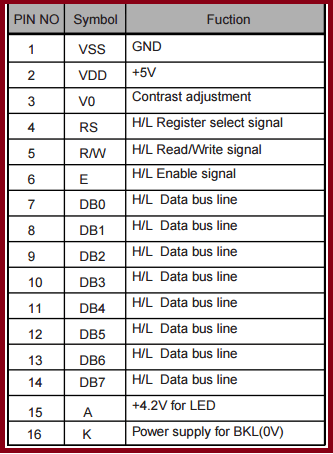 PIN NO Symbol Fuction
1 VSS GND
2 VDD +5V
3 V0 Contrast adjustment
4 RS H/L Register select signal
5 R/W H/L Read/Write signal
6 E H/L Enable signal
7 DB0 H/L Data bus line
8 DB1 H/L Data bus line
9 DB2 H/L Data bus line
10 DB3 H/L Data bus line
11 DB4 H/L Data bus line
12 DB5 H/L Data bus line
13 DB6 H/L Data bus line
14 DB7 H/L Data bus line
15 A +4.2V for LED
16 K Power supply for BKL(0V)